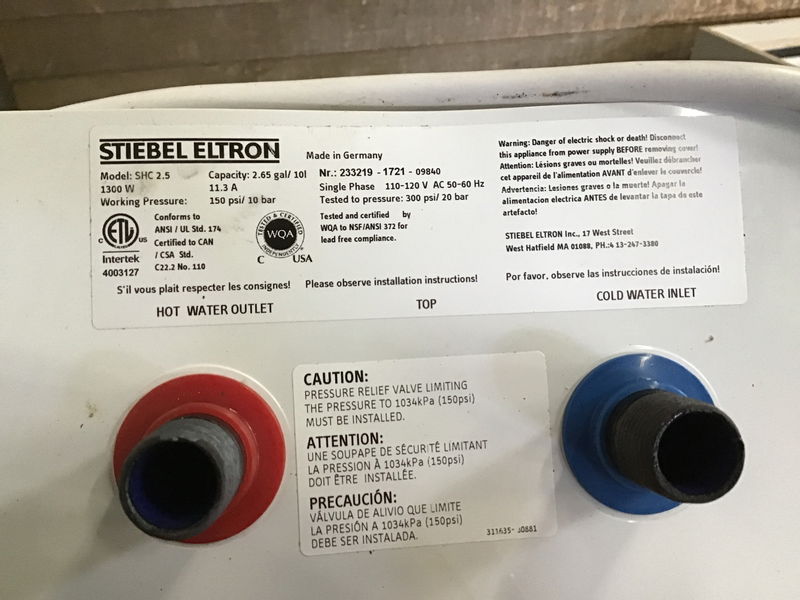 STIEBEL ELTRON
Model: SHC 2.5 Capacity: 2.65 gal/ 10l
1300 W 11.3 A
Working Pressure: 150 psi/ 10 bar
Made in Germany
Nr.: 233219 - 1721 - 09840
Single Phase 110-120 V AC 50-60 Hz
Tested to pressure: 300 psi/ 20 bar
Warning: Danger of electric shock or death! Disconnect
this appliance from power supply BEFORE removing cover!
Attention: Lésions graves ou mortelles! Veuillez débrancher
cet appareil de l'alimentation AVANT d'enlever le couvercle!
Advertencia: Lesiones graves o la muerte! Apagar la
alimentacion electrica ANTES de levantar la tapa de este
artefacto!
C ETL US
Intertek
4003127
Conforms to
ANSI / UL Std. 174
Certified to CAN
/ CSA Std.
C22.2 No. 110
TESTED & CERTIFIED
WQA
INDEPENDENTLY
C USA
Tested and certified by
WQA to NSF/ANSI 372 for
lead free compliance.
STIEBEL ELTRON Inc., 17 West Street
West Hatfield MA 01088, PH.:4 13-247-3380
S'il vous plait respecter les consignes! Please observe installation instructions! Por favor, observe las instrucciones de instalación!
HOT WATER OUTLET TOP COLD WATER INLET
CAUTION:
PRESSURE RELIEF VALVE LIMITING
THE PRESSURE TO 1034kPa (150psi)
MUST BE INSTALLED.
ATTENTION:
UNE SOUPAPE DE SÉCURITÉ LIMITANT
LA PRESSION À 1034kPa (150psi)
DOIT ÊTRE INSTALLÉE.
PRECAUCIÓN:
VÁLVULA DE ALIVIO QUE LIMITE
LA PRESIÓN A 1034kPa (150psi)
DEBE SER INSTALADA.
311635- J0881